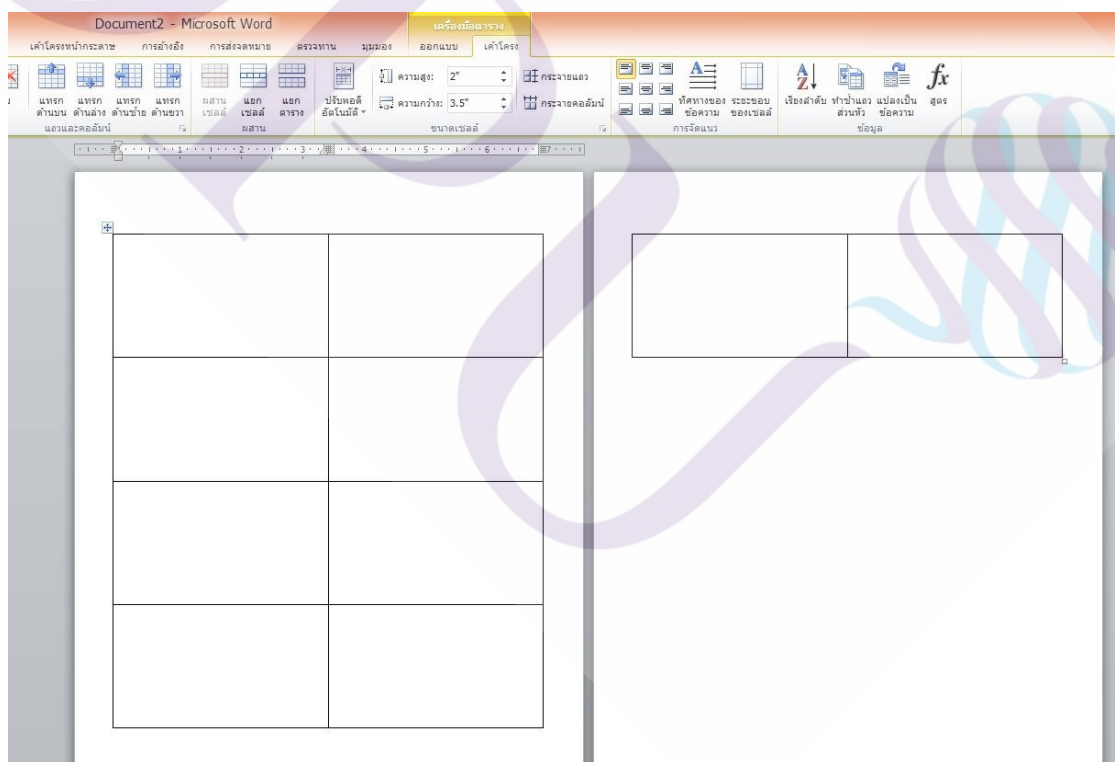 Document2 - Microsoft Word
เครื่องมือตาราง
เค้าโครงหน้ากระดาษ การอ้างอิง การส่งจดหมาย ตรวจทาน มุมมอง ออกแบบ เค้าโครง
แทรกด้านบน แทรกด้านล่าง แทรกด้านซ้าย แทรกด้านขวา
แถวและคอลัมน์
ผสานเซลล์ แยกเซลล์ แยกตาราง
ผสาน
ปรับพอดีอัตโนมัติ
ความสูง: 2" กระจายแถว
ความกว้าง: 3.5" กระจายคอลัมน์
ขนาดเซลล์
ทิศทางของข้อความ ระยะขอบของเซลล์
การจัดแนว
เรียงลำดับ ทำซ้ำแถวส่วนหัว แปลงเป็นข้อความ สูตร
ข้อมูล
1 2 3 4 5 6 7